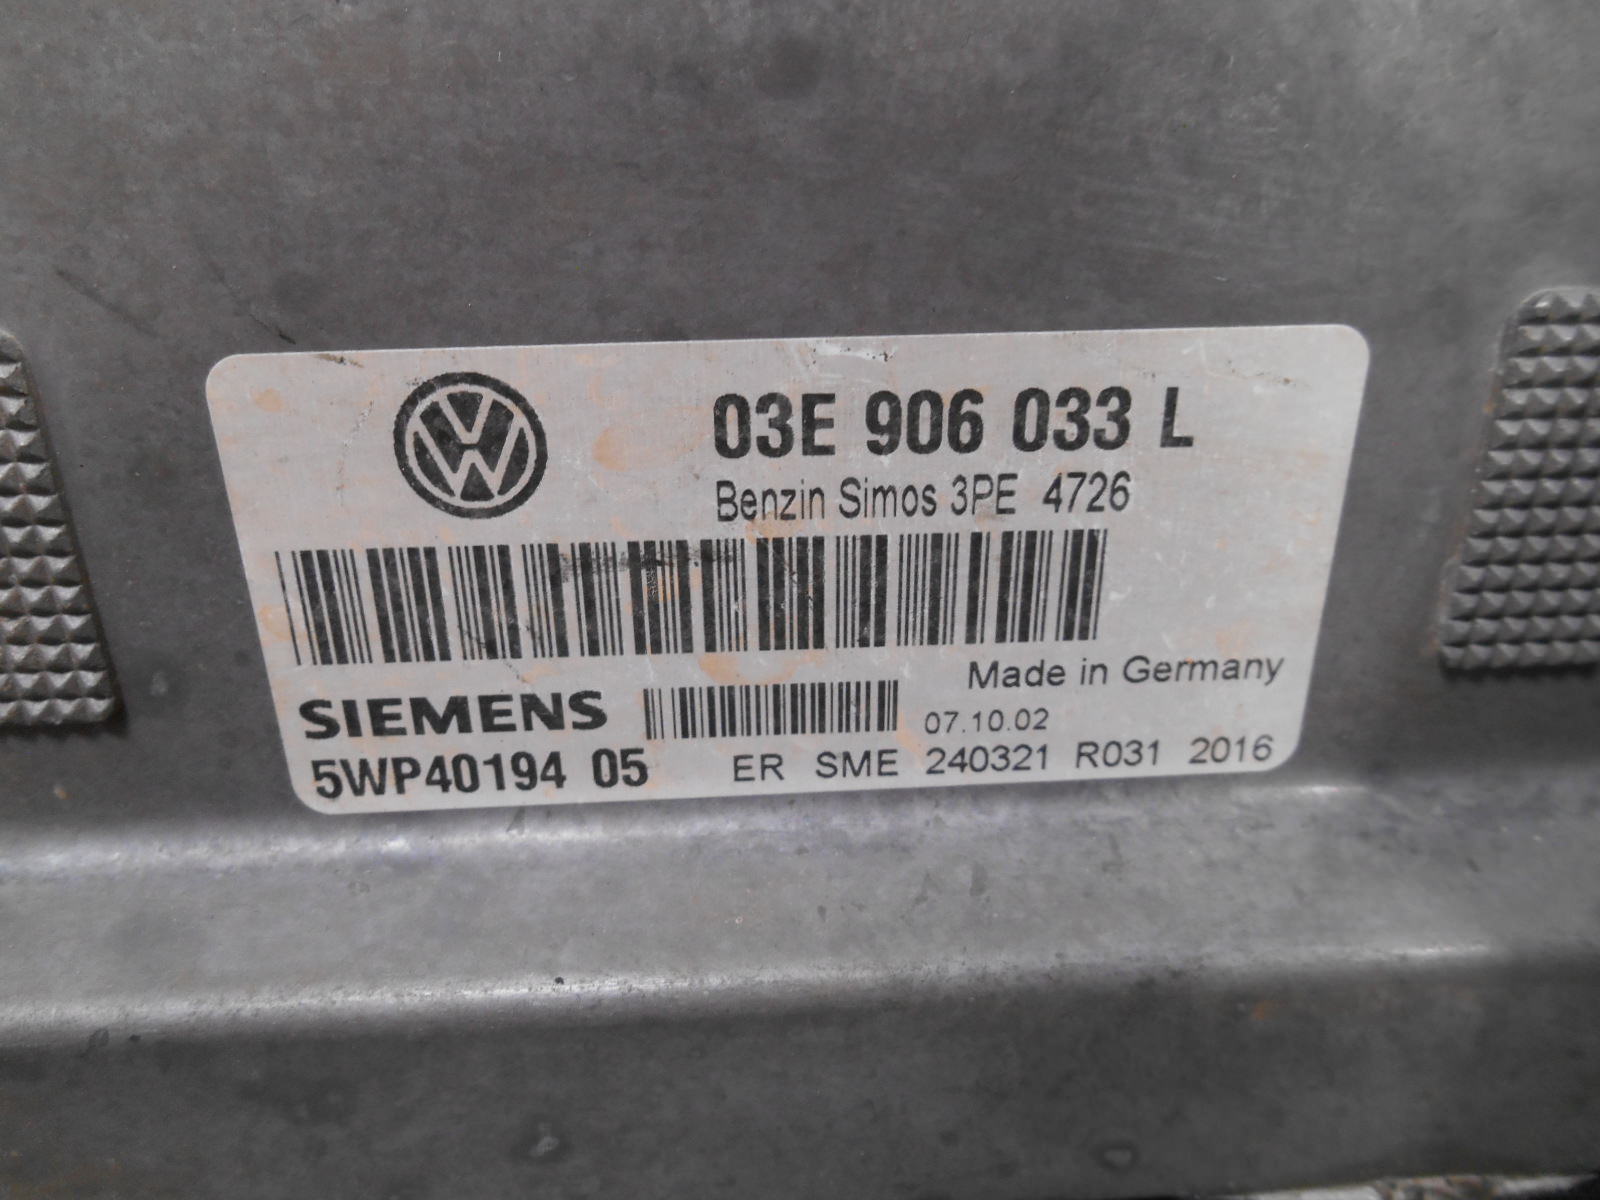 03E 906 033 L
Benzin Simos 3PE 4726
Made in Germany
SIEMENS 07.10.02
5WP40194 05 ER SME 240321 R031 2016